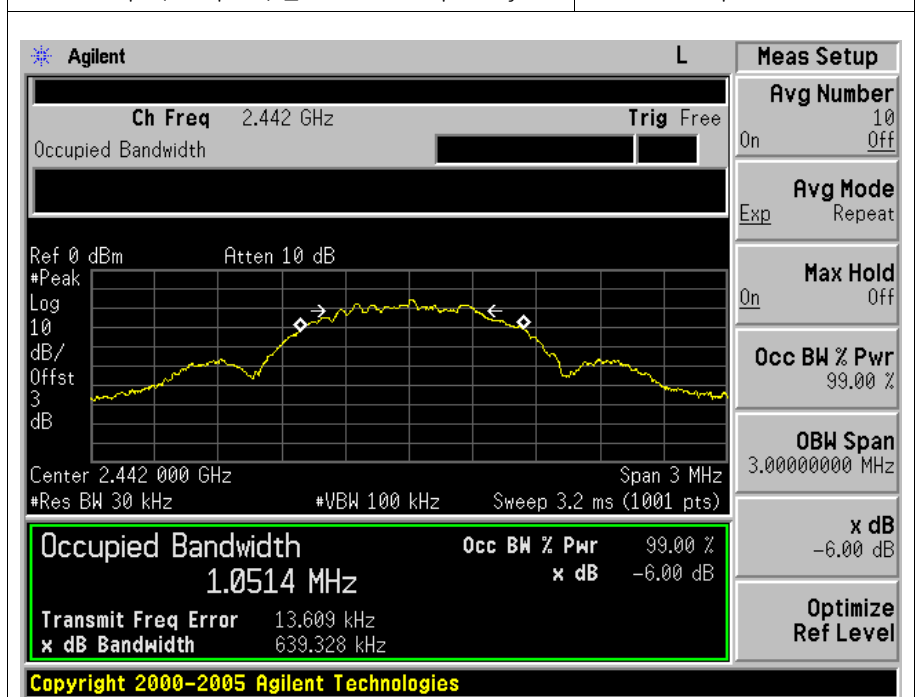 Agilent L Meas Setup
Ch Freq 2.442 GHz Trig Free
Occupied Bandwidth
Avg Number
10
On Off
Avg Mode
Exp Repeat
Max Hold
On Off
Occ BW % Pwr
99.00 %
OBW Span
3.00000000 MHz
x dB
-6.00 dB
Optimize
Ref Level
Ref 0 dBm Atten 10 dB
#Peak
Log
10
dB/
Offst
3
dB
Center 2.442 000 GHz Span 3 MHz
#Res BW 30 kHz #VBW 100 kHz Sweep 3.2 ms (1001 pts)
Occupied Bandwidth Occ BW % Pwr 99.00 %
1.0514 MHz x dB -6.00 dB
Transmit Freq Error 13.609 kHz
x dB Bandwidth 639.328 kHz
Copyright 2000-2005 Agilent Technologies